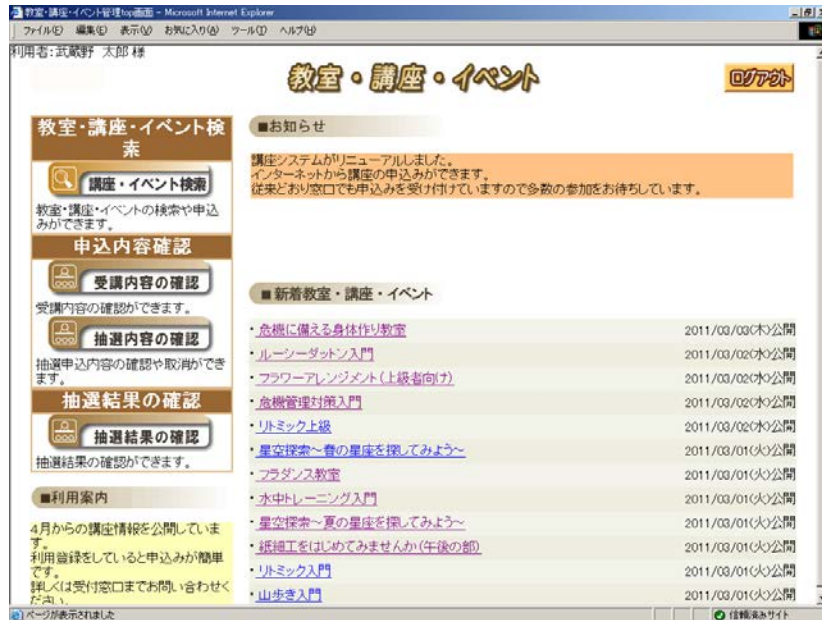 教室・講座・イベント管理top画面 - Microsoft Internet Explorer
ファイル(F) 編集(E) 表示(V) お気に入り(A) ツール(T) ヘルプ(H)
利用者:武蔵野 太郎 様
教室・講座・イベント
ログアウト
教室・講座・イベント検
索
講座・イベント検索
教室・講座・イベントの検索や申込
みができます。
申込内容確認
受講内容の確認
受講内容の確認ができます。
抽選内容の確認
抽選申込内容の確認や取消ができ
ます。
抽選結果の確認
抽選結果の確認
抽選結果の確認ができます。
■利用案内
4月からの講座情報を公開していま
す。
利用登録をしていると申込みが簡単
です。
詳しくは受付窓口までお問い合わせく
ださい。
■お知らせ
講座システムがリニューアルしました。
インターネットから講座の申込みができます。
従来どおり窓口でも申込みを受け付けていますので多数の参加をお待ちしています。
■新着教室・講座・イベント
・危機に備える身体作り教室 2011/03/03(木)公開
・ルーシーダットン入門 2011/03/02(水)公開
・フラワーアレンジメント(上級者向け) 2011/03/02(水)公開
・危機管理対策入門 2011/03/02(水)公開
・リトミック上級 2011/03/02(水)公開
・星空探索~春の星座を探してみよう~ 2011/03/01(火)公開
・フラダンス教室 2011/03/01(火)公開
・水中トレーニング入門 2011/03/01(火)公開
・星空探索~夏の星座を探してみよう~ 2011/03/01(火)公開
・紙細工をはじめてみませんか(午後の部) 2011/03/01(火)公開
・リトミック入門 2011/03/01(火)公開
・山歩き入門 2011/03/01(火)公開
ページが表示されました
信頼済みサイト